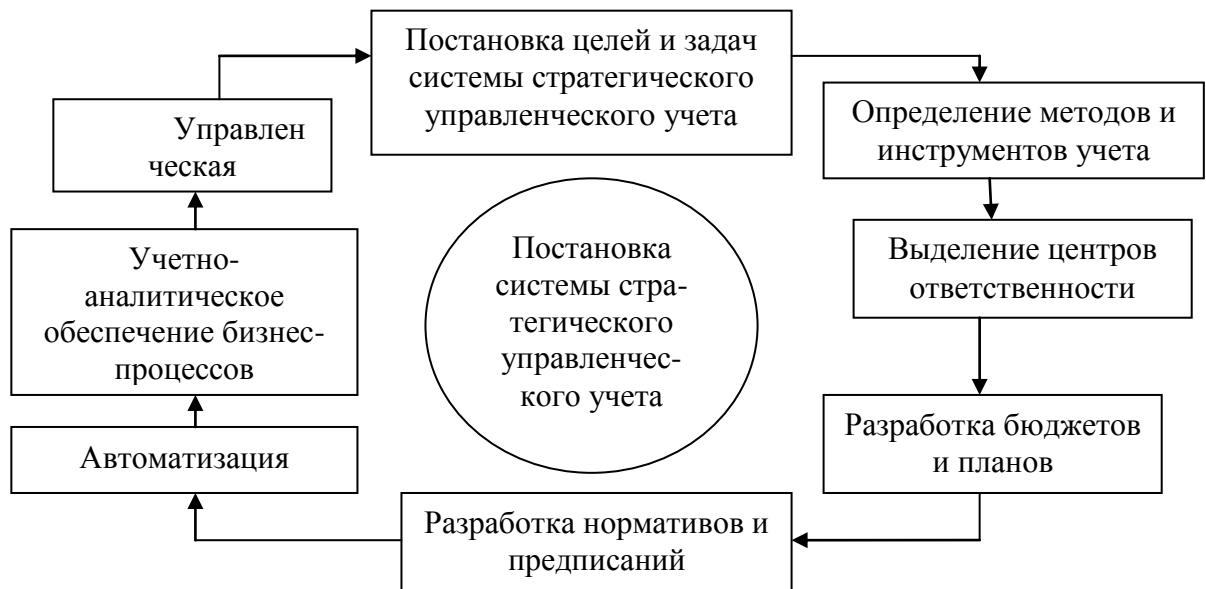 Постановка целей и задач
системы стратегического
управленческого учета
Определение методов и
инструментов учета
Выделение центров
ответственности
Разработка бюджетов
и планов
Разработка нормативов и
предписаний
Автоматизация
Учетно-
аналитическое
обеспечение бизнес-
процессов
Управлен
ческая
Постановка
системы стра-
тегического
управленчес-
кого учета